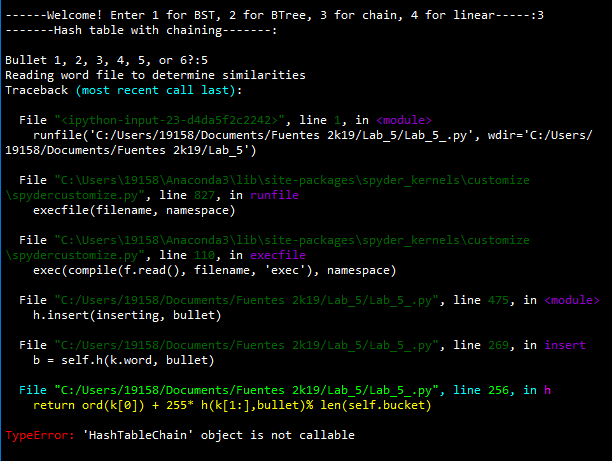 ------Welcome! Enter 1 for BST, 2 for BTree, 3 for chain, 4 for linear-----:3
-------Hash table with chaining-------:
Bullet 1, 2, 3, 4, 5, or 6?:5
Reading word file to determine similarities
Traceback (most recent call last):
File "<ipython-input-23-d4da5f2c2242>", line 1, in <module>
runfile('C:/Users/19158/Documents/Fuentes 2k19/Lab_5/Lab_5_.py', wdir='C:/Users/
19158/Documents/Fuentes 2k19/Lab_5')
File "C:\Users\19158\Anaconda3\lib\site-packages\spyder_kernels\customize
\spydercustomize.py", line 827, in runfile
execfile(filename, namespace)
File "C:\Users\19158\Anaconda3\lib\site-packages\spyder_kernels\customize
\spydercustomize.py", line 110, in execfile
exec(compile(f.read(), filename, 'exec'), namespace)
File "C:/Users/19158/Documents/Fuentes 2k19/Lab_5/Lab_5_.py", line 475, in <module>
h.insert(inserting, bullet)
File "C:/Users/19158/Documents/Fuentes 2k19/Lab_5/Lab_5_.py", line 269, in insert
b = self.h(k.word, bullet)
File "C:/Users/19158/Documents/Fuentes 2k19/Lab_5/Lab_5_.py", line 256, in h
return ord(k[0]) + 255* h(k[1:],bullet)% len(self.bucket)
TypeError: 'HashTableChain' object is not callable